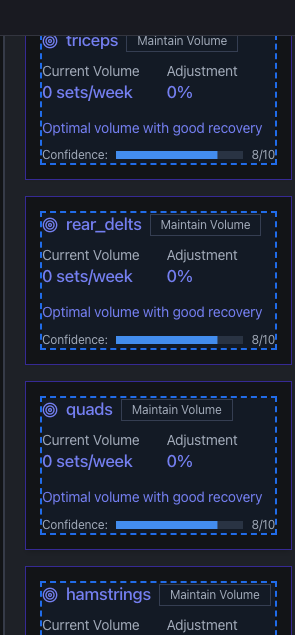 triceps Maintain Volume
Current Volume Adjustment
0 sets/week 0%
Optimal volume with good recovery
Confidence: 8/10
rear_delts Maintain Volume
Current Volume Adjustment
0 sets/week 0%
Optimal volume with good recovery
Confidence: 8/10
quads Maintain Volume
Current Volume Adjustment
0 sets/week 0%
Optimal volume with good recovery
Confidence: 8/10
hamstrings Maintain Volume
Current Volume Adjustment